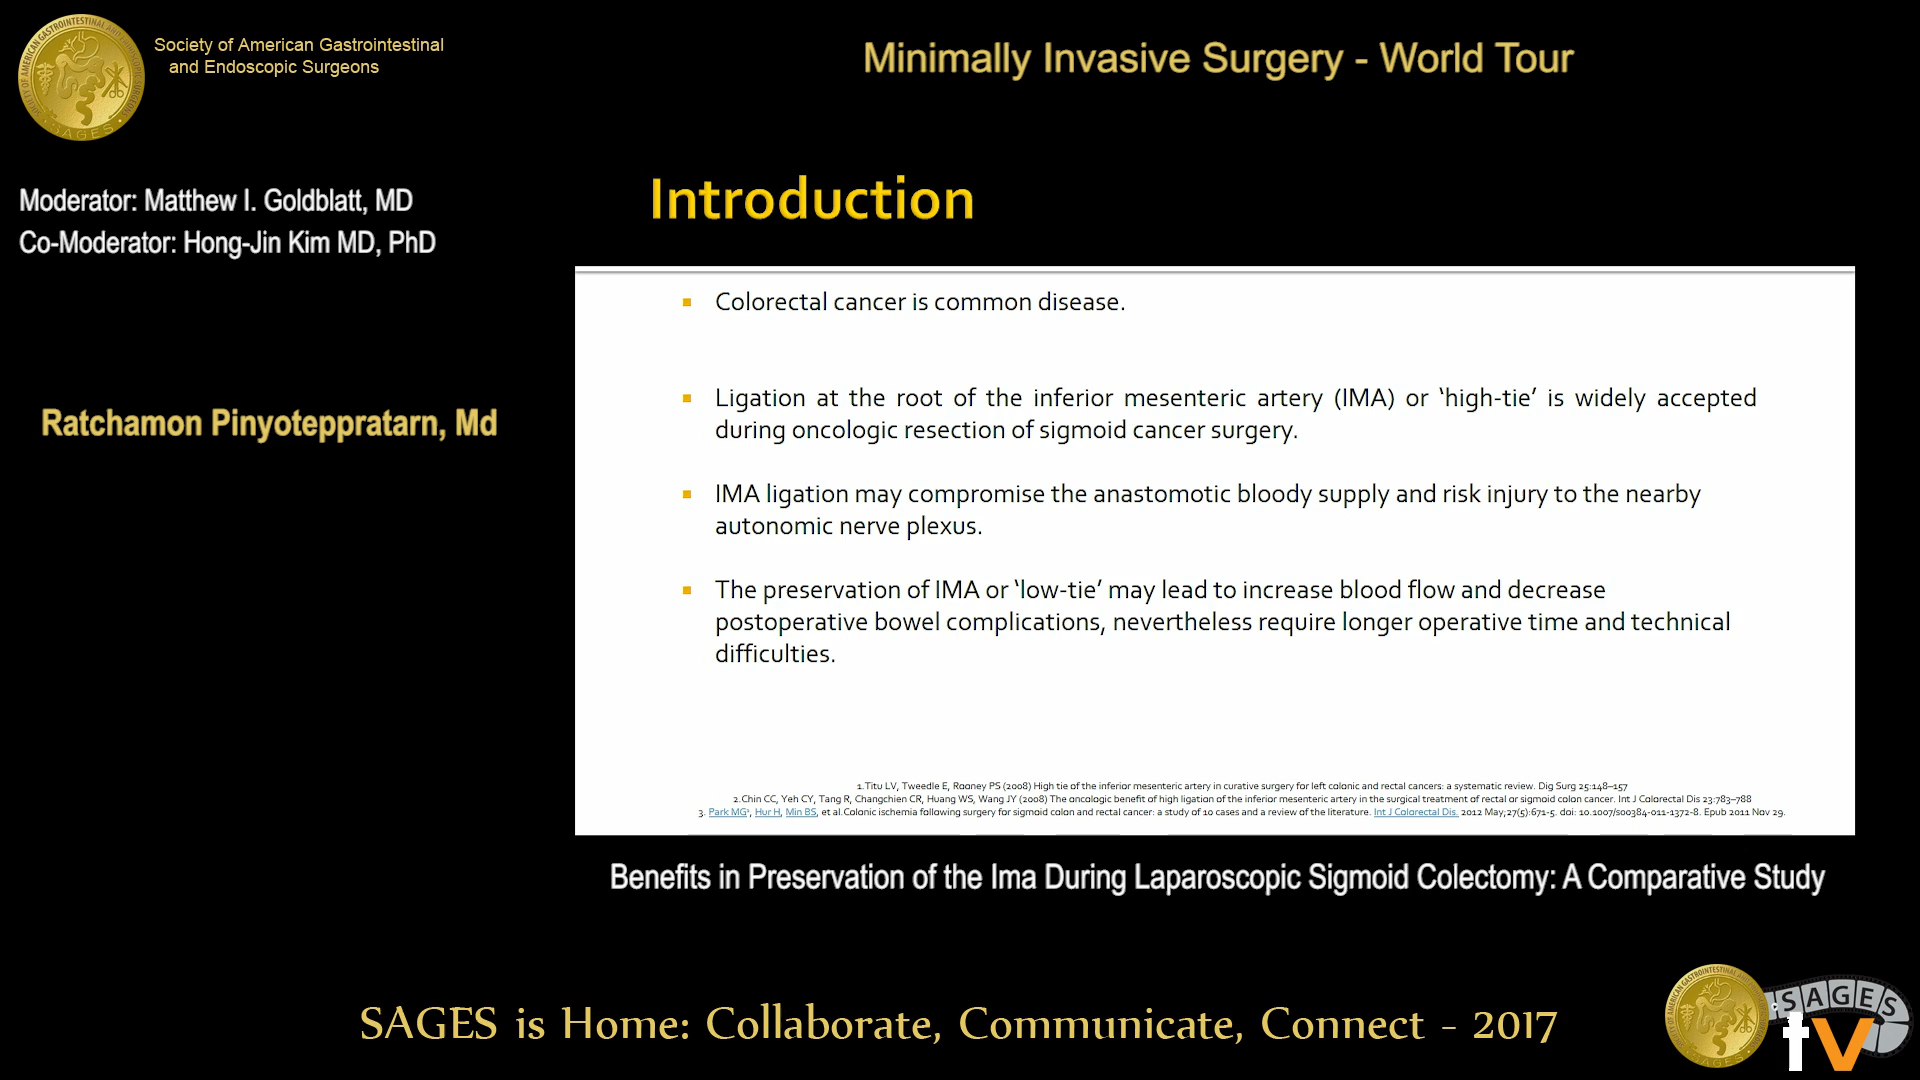 Society of American Gastrointestinal
and Endoscopic Surgeons
Minimally Invasive Surgery - World Tour
Moderator: Matthew I. Goldblatt, MD
Co-Moderator: Hong-Jin Kim MD, PhD
Ratchamon Pinyoteppratarn, Md
Introduction
Colorectal cancer is common disease.
Ligation at the root of the inferior mesenteric artery (IMA) or ‘high-tie’ is widely accepted
during oncologic resection of sigmoid cancer surgery.
IMA ligation may compromise the anastomotic bloody supply and risk injury to the nearby
autonomic nerve plexus.
The preservation of IMA or ‘low-tie’ may lead to increase blood flow and decrease
postoperative bowel complications, nevertheless require longer operative time and technical
difficulties.
1.Titu LV, Tweedle E, Rooney PS (2008) High tie of the inferior mesenteric artery in curative surgery for left colonic and rectal cancers: a systematic review. Dig Surg 25:148–157
2.Chin CC, Yeh CY, Tang R, Changchien CR, Huang WS, Wang JY (2008) The oncologic benefit of high ligation of the inferior mesenteric artery in the surgical treatment of rectal or sigmoid colon cancer. Int J Colorectal Dis 23:783–788
3. Park MG¹, Hur H, Min BS, et al.Colonic ischemia following surgery for sigmoid colon and rectal cancer: a study of 10 cases and a review of the literature. Int J Colorectal Dis. 2012 May;27(5):671-5. doi: 10.1007/s00384-011-1372-8. Epub 2011 Nov 29.
Benefits in Preservation of the Ima During Laparoscopic Sigmoid Colectomy: A Comparative Study
SAGES is Home: Collaborate, Communicate, Connect - 2017
SAGES
tV